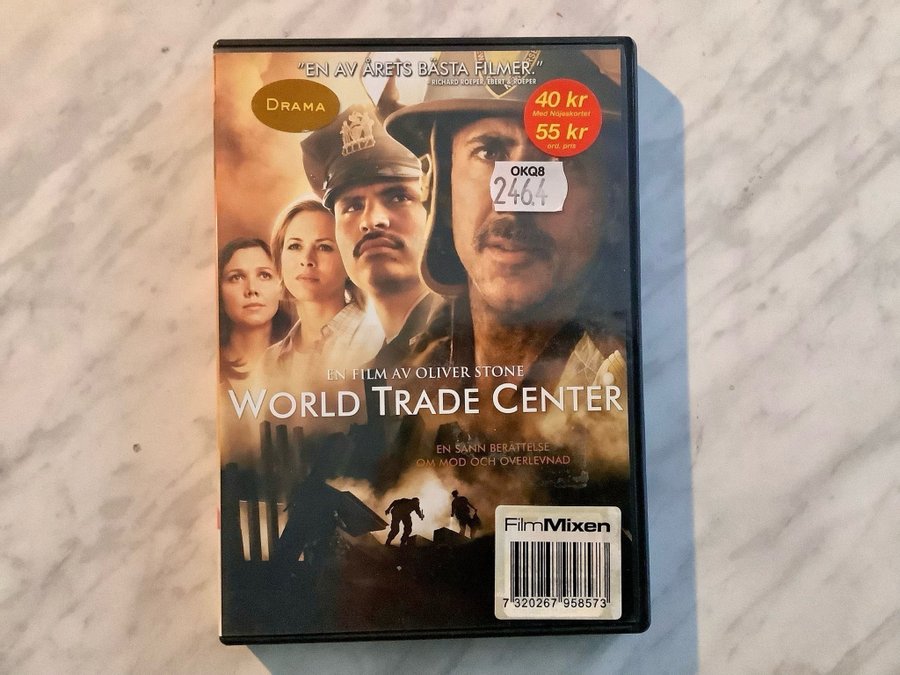 "EN AV ÅRETS BÄSTA FILMER."
- RICHARD ROEPER, EBERT & ROEPER
DRAMA
40 kr
Med Nöjeskortet
55 kr
ord. pris
OKQ8
246.4
EN FILM AV OLIVER STONE
WORLD TRADE CENTER
EN SANN BERÄTTELSE
OM MOD OCH ÖVERLEVNAD
FilmMixen
7 320267 958573